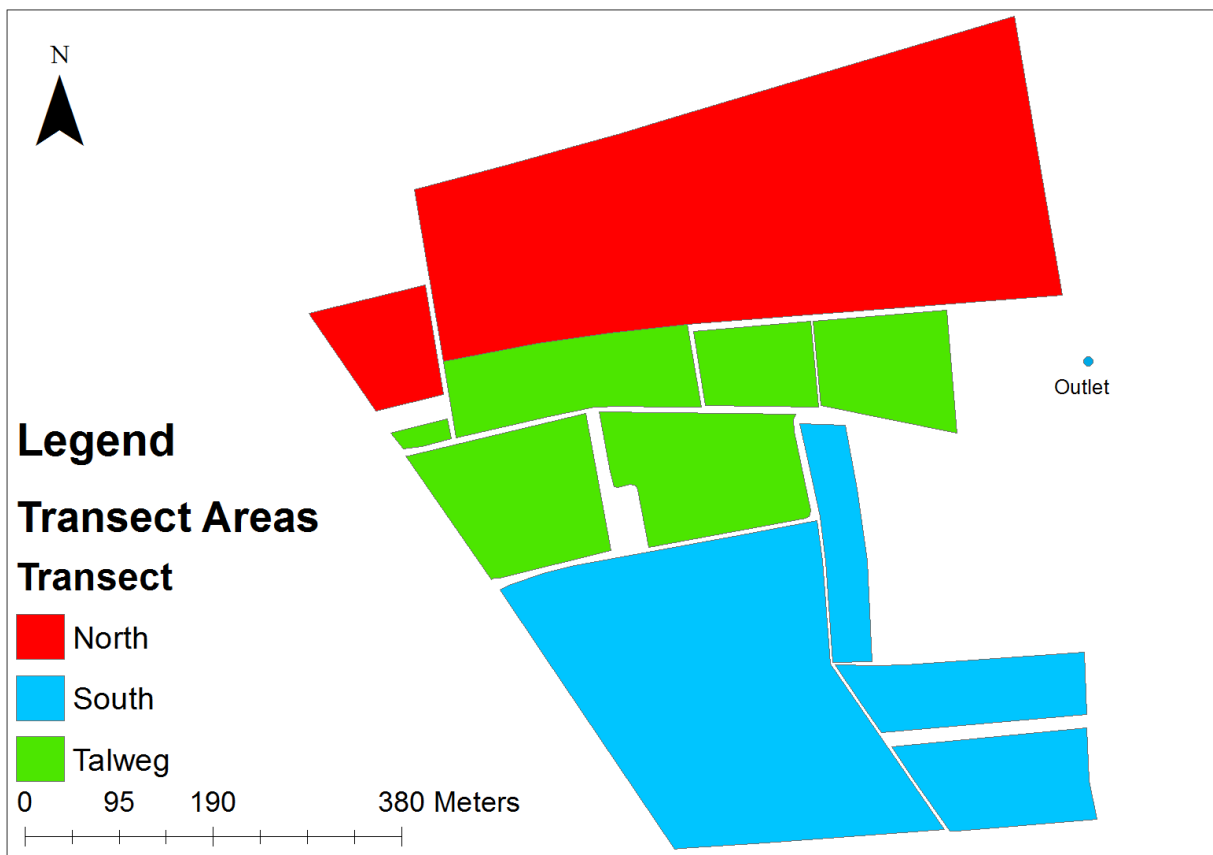 N
Outlet
Legend
Transect Areas
Transect
North
South
Talweg
0 95 190 380 Meters